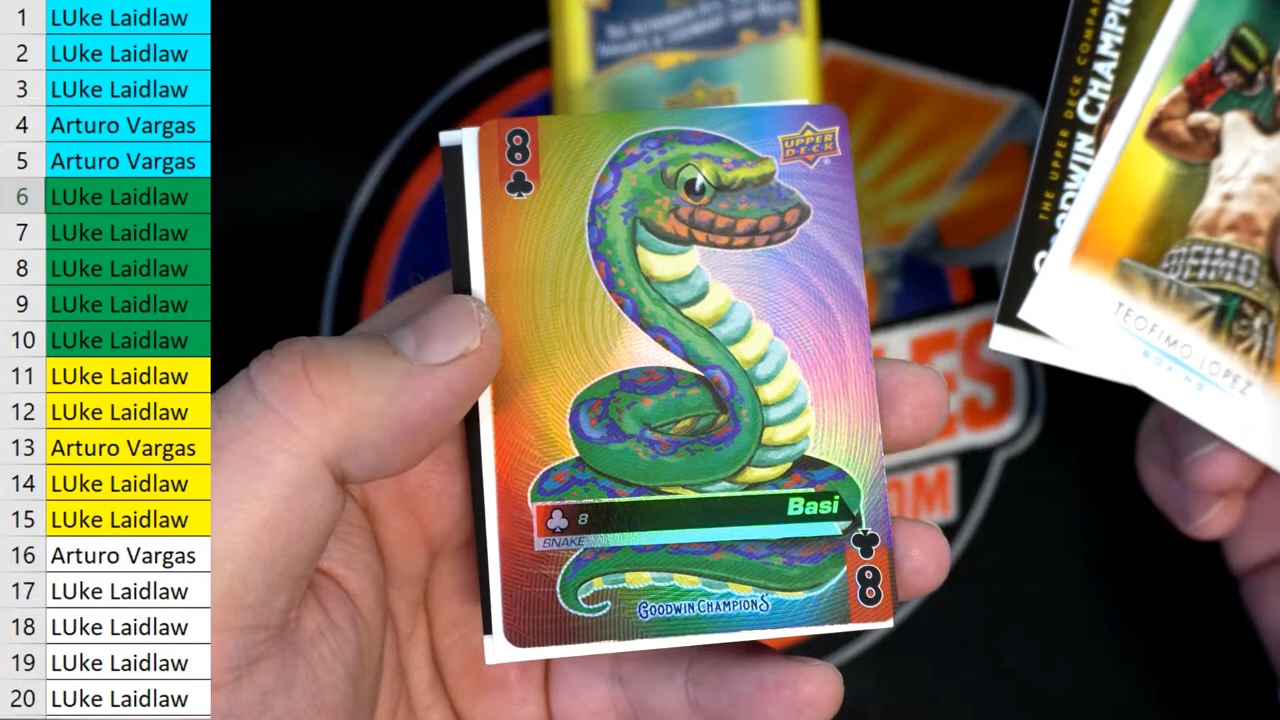 1 LUke Laidlaw
2 LUke Laidlaw
3 LUke Laidlaw
4 Arturo Vargas
5 Arturo Vargas
6 LUke Laidlaw
7 LUke Laidlaw
8 LUke Laidlaw
9 LUke Laidlaw
10 LUke Laidlaw
11 LUke Laidlaw
12 LUke Laidlaw
13 Arturo Vargas
14 LUke Laidlaw
15 LUke Laidlaw
16 Arturo Vargas
17 LUke Laidlaw
18 LUke Laidlaw
19 LUke Laidlaw
20 LUke Laidlaw
8
UPPER
DECK
Basi
8
SNAKE
8
GOODWIN CHAMPIONS
THE UPPER DECK COMPA
GOODWIN CHAMPIO
OFIMO
TEOFIMO LOPEZ
BOXING